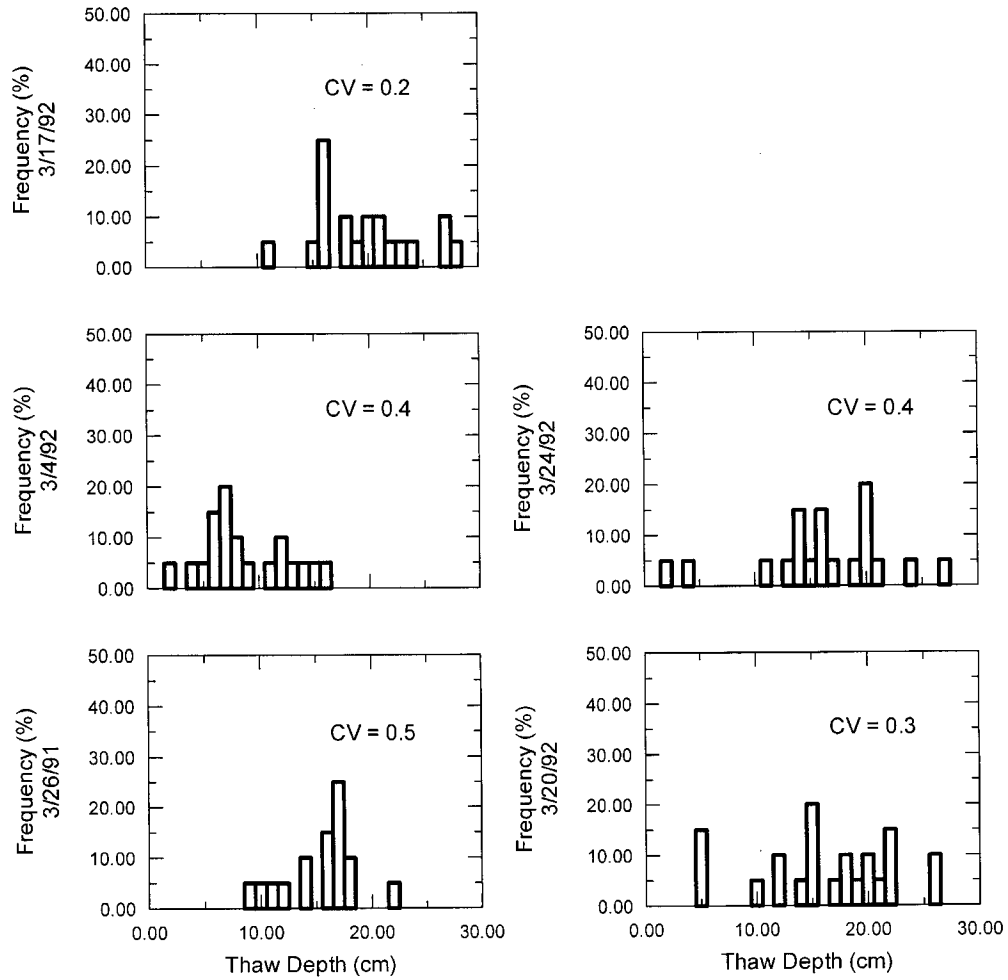 50.00
40.00
30.00
20.00
10.00
0.00
Frequency (%)
3/17/92
CV = 0.2
50.00
40.00
30.00
20.00
10.00
0.00
Frequency (%)
3/4/92
CV = 0.4
50.00
40.00
30.00
20.00
10.00
0.00
Frequency (%)
3/24/92
CV = 0.4
50.00
40.00
30.00
20.00
10.00
0.00
Frequency (%)
3/26/91
CV = 0.5
0.00 10.00 20.00 30.00
Thaw Depth (cm)
50.00
40.00
30.00
20.00
10.00
0.00
Frequency (%)
3/20/92
CV = 0.3
0.00 10.00 20.00 30.00
Thaw Depth (cm)